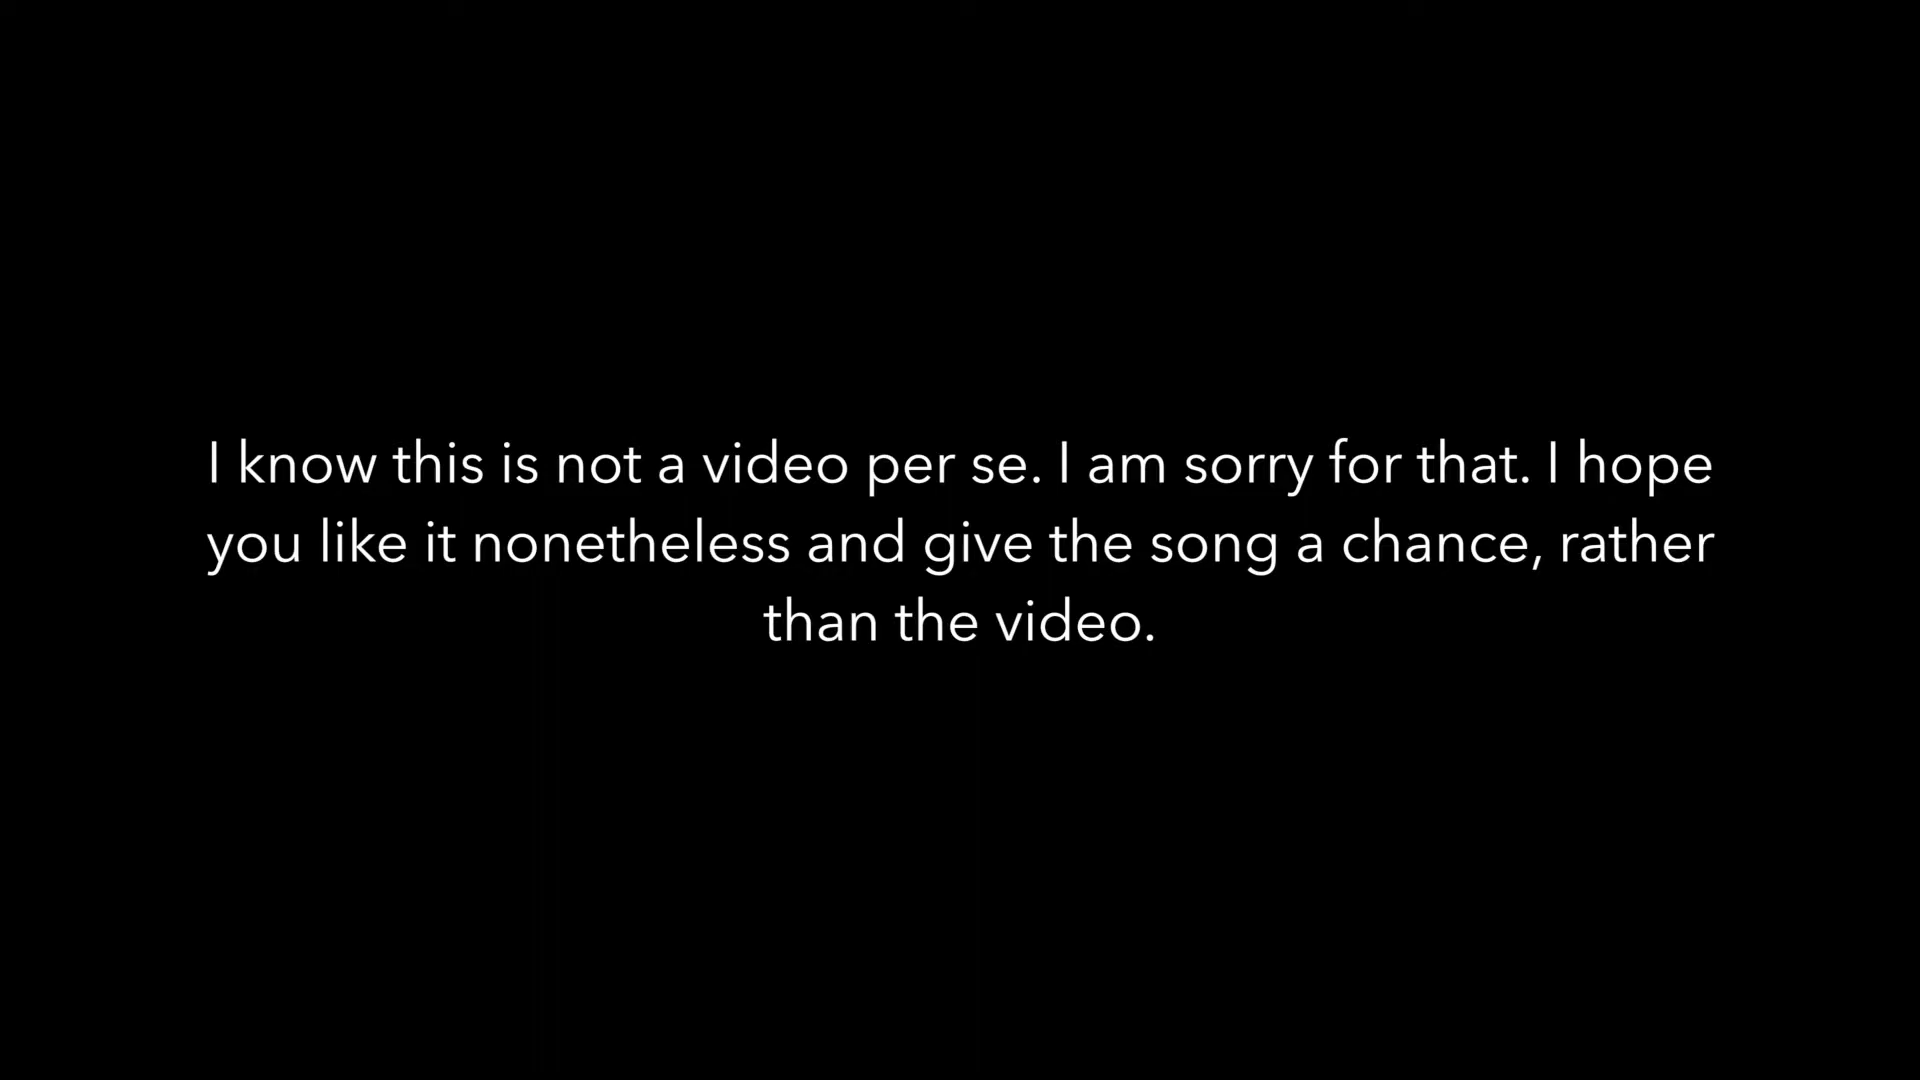 I know this is not a video per se. I am sorry for that. I hope
you like it nonetheless and give the song a chance, rather
than the video.